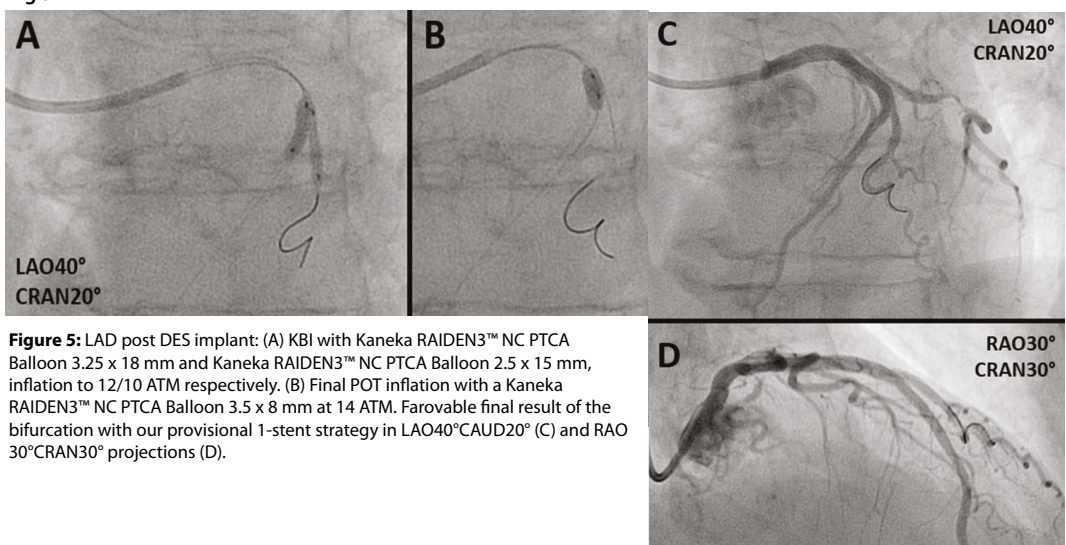 A
B
C
LAO40°
CRAN20°
LAO40°
CRAN20°
D
RAO30°
CRAN30°
Figure 5: LAD post DES implant: (A) KBI with Kaneka RAIDEN3™ NC PTCA
Balloon 3.25 x 18 mm and Kaneka RAIDEN3™ NC PTCA Balloon 2.5 x 15 mm,
inflation to 12/10 ATM respectively. (B) Final POT inflation with a Kaneka
RAIDEN3™ NC PTCA Balloon 3.5 x 8 mm at 14 ATM. Farovable final result of the
bifurcation with our provisional 1-stent strategy in LAO40°CAUD20° (C) and RAO
30°CRAN30° projections (D).